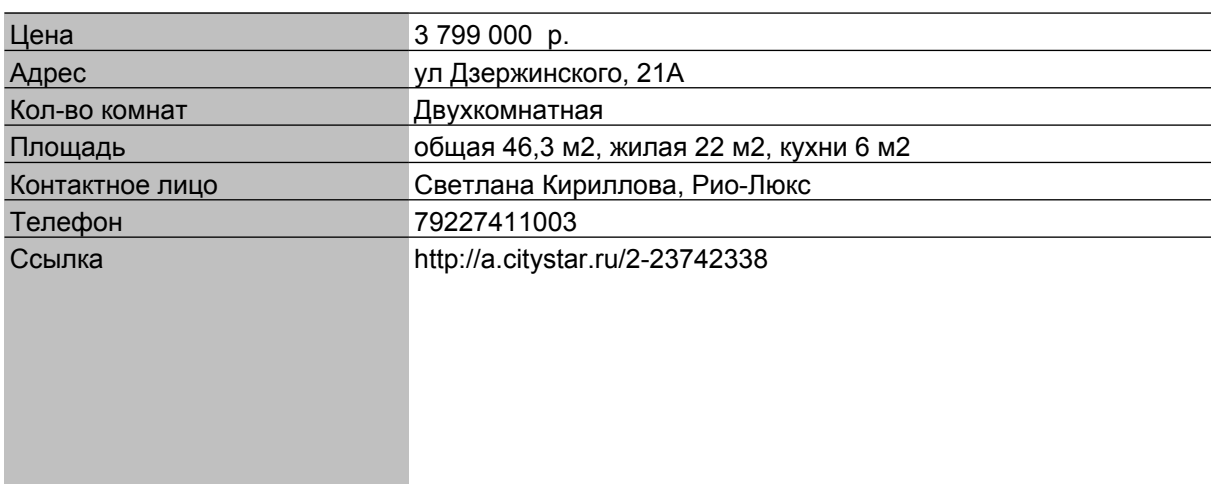 Цена 3 799 000 р.
Адрес ул Дзержинского, 21А
Кол-во комнат Двухкомнатная
Площадь общая 46,3 м2, жилая 22 м2, кухни 6 м2
Контактное лицо Светлана Кириллова, Рио-Люкс
Телефон 79227411003
Ссылка http://a.citystar.ru/2-23742338